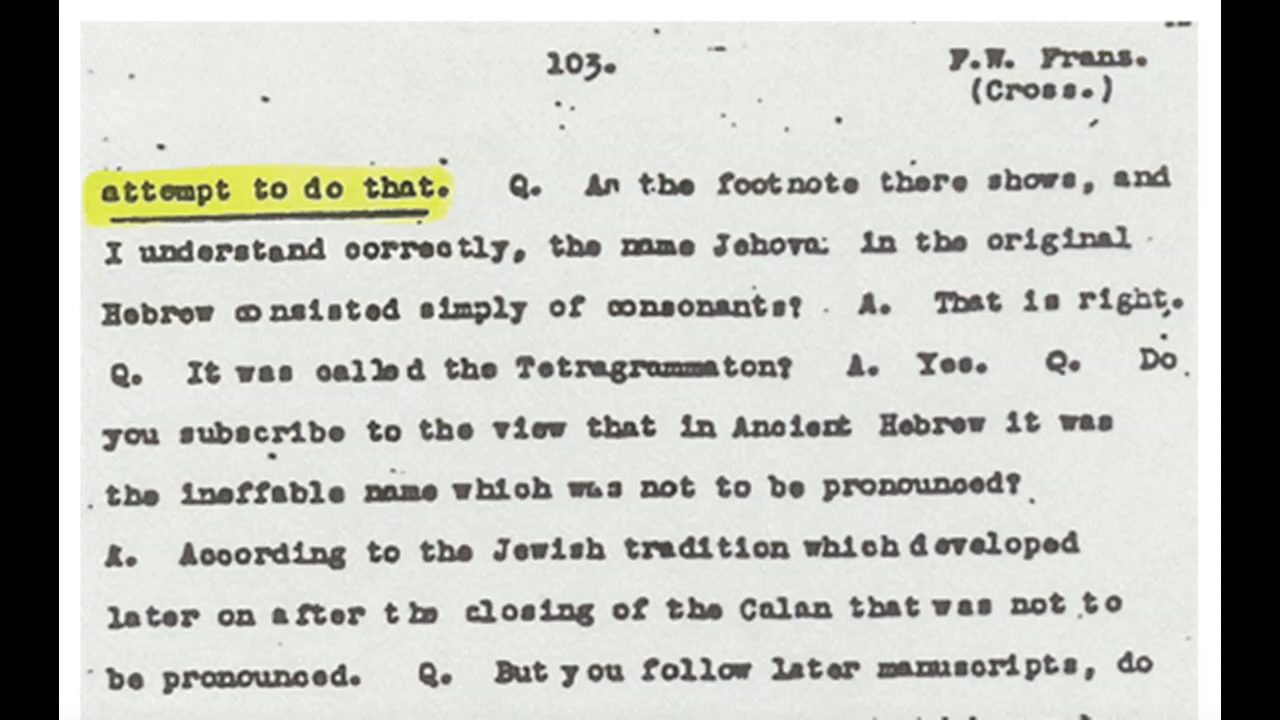 103.
F.W. Frans.
(Cross.)
attempt to do that. Q. As the footnote there shows, and
I understand correctly, the name Jehova: in the original
Hebrew consisted simply of consonants? A. That is right.
Q. It was called the Tetragrammaton? A. Yes. Q. Do
you subscribe to the view that in Ancient Hebrew it was
the ineffable name which was not to be pronounced?
A. According to the Jewish tradition which developed
later on after the closing of the Calan that was not to
be pronounced. Q. But you follow later manuscripts, do